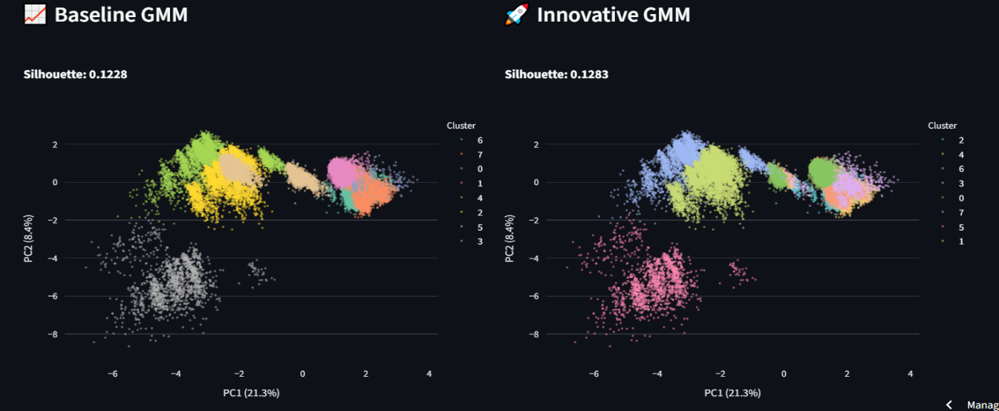 Baseline GMM
Silhouette: 0.1228
Cluster
6
7
0
1
4
2
5
3
2
0
−2
−4
−6
−8
PC2 (8.4%)
−6 −4 −2 0 2 4
PC1 (21.3%)
Innovative GMM
Silhouette: 0.1283
Cluster
2
4
6
3
0
7
5
1
2
0
−2
−4
−6
−8
PC2 (8.4%)
−6 −4 −2 0 2 4
PC1 (21.3%)
Manag